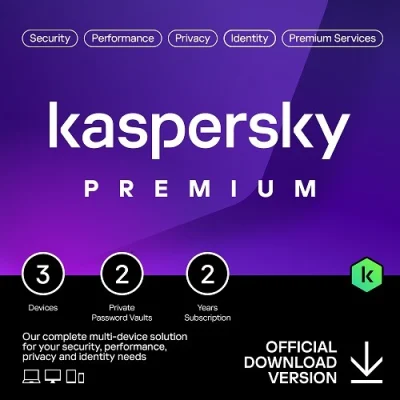 Security Performance Privacy Identity Premium Services
kaspersky
PREMIUM
3 2 2
Devices Private Years
Password Vaults Subscription
Our complete multi-device solution
for your security, performance,
privacy and identity needs
k
OFFICIAL
DOWNLOAD
VERSION